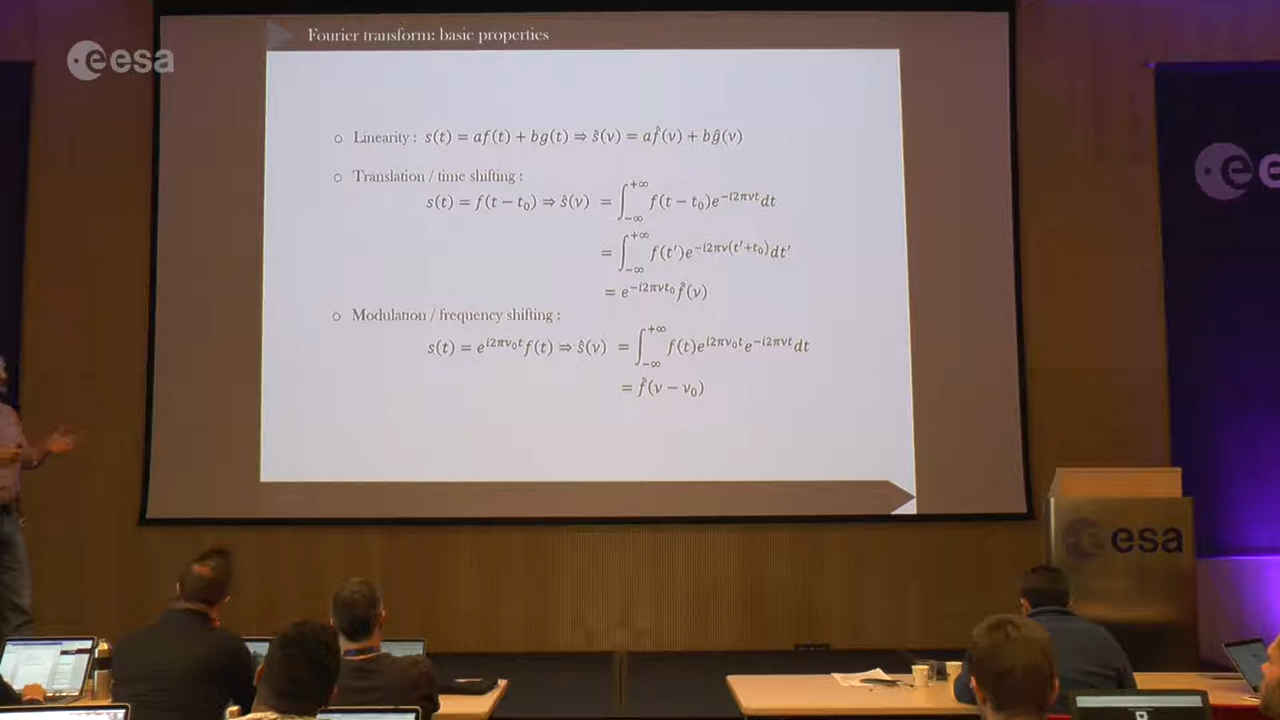 Fourier transform: basic properties
esa
○ Linearity : s(t) = af(t) + bg(t) ⇒ ŝ(ν) = af̂(ν) + bĝ(ν)
○ Translation / time shifting :
s(t) = f(t − t₀) ⇒ ŝ(ν) = ∫₋∞⁺∞ f(t − t₀)e^{−i2πνt}dt
= ∫₋∞⁺∞ f(t′)e^{−i2πν(t′+t₀)}dt′
= e^{−i2πνt₀}f̂(ν)
○ Modulation / frequency shifting :
s(t) = e^{i2πν₀t}f(t) ⇒ ŝ(ν) = ∫₋∞⁺∞ f(t)e^{i2πν₀t}e^{−i2πνt}dt
= f̂(ν − ν₀)
esa